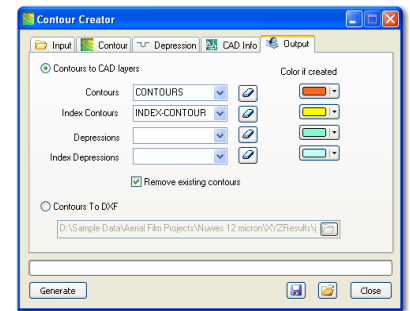 Contour Creator
Input Contour Depression CAD Info Output
Contours to CAD layers Color if created
Contours CONTOURS
Index Contours INDEX-CONTOUR
Depressions
Index Depressions
Remove existing contours
Contours To DXF
D:\Sample Data\Aerial Film Projects\Nuwes 12 micron\XYZResults\
Generate Close